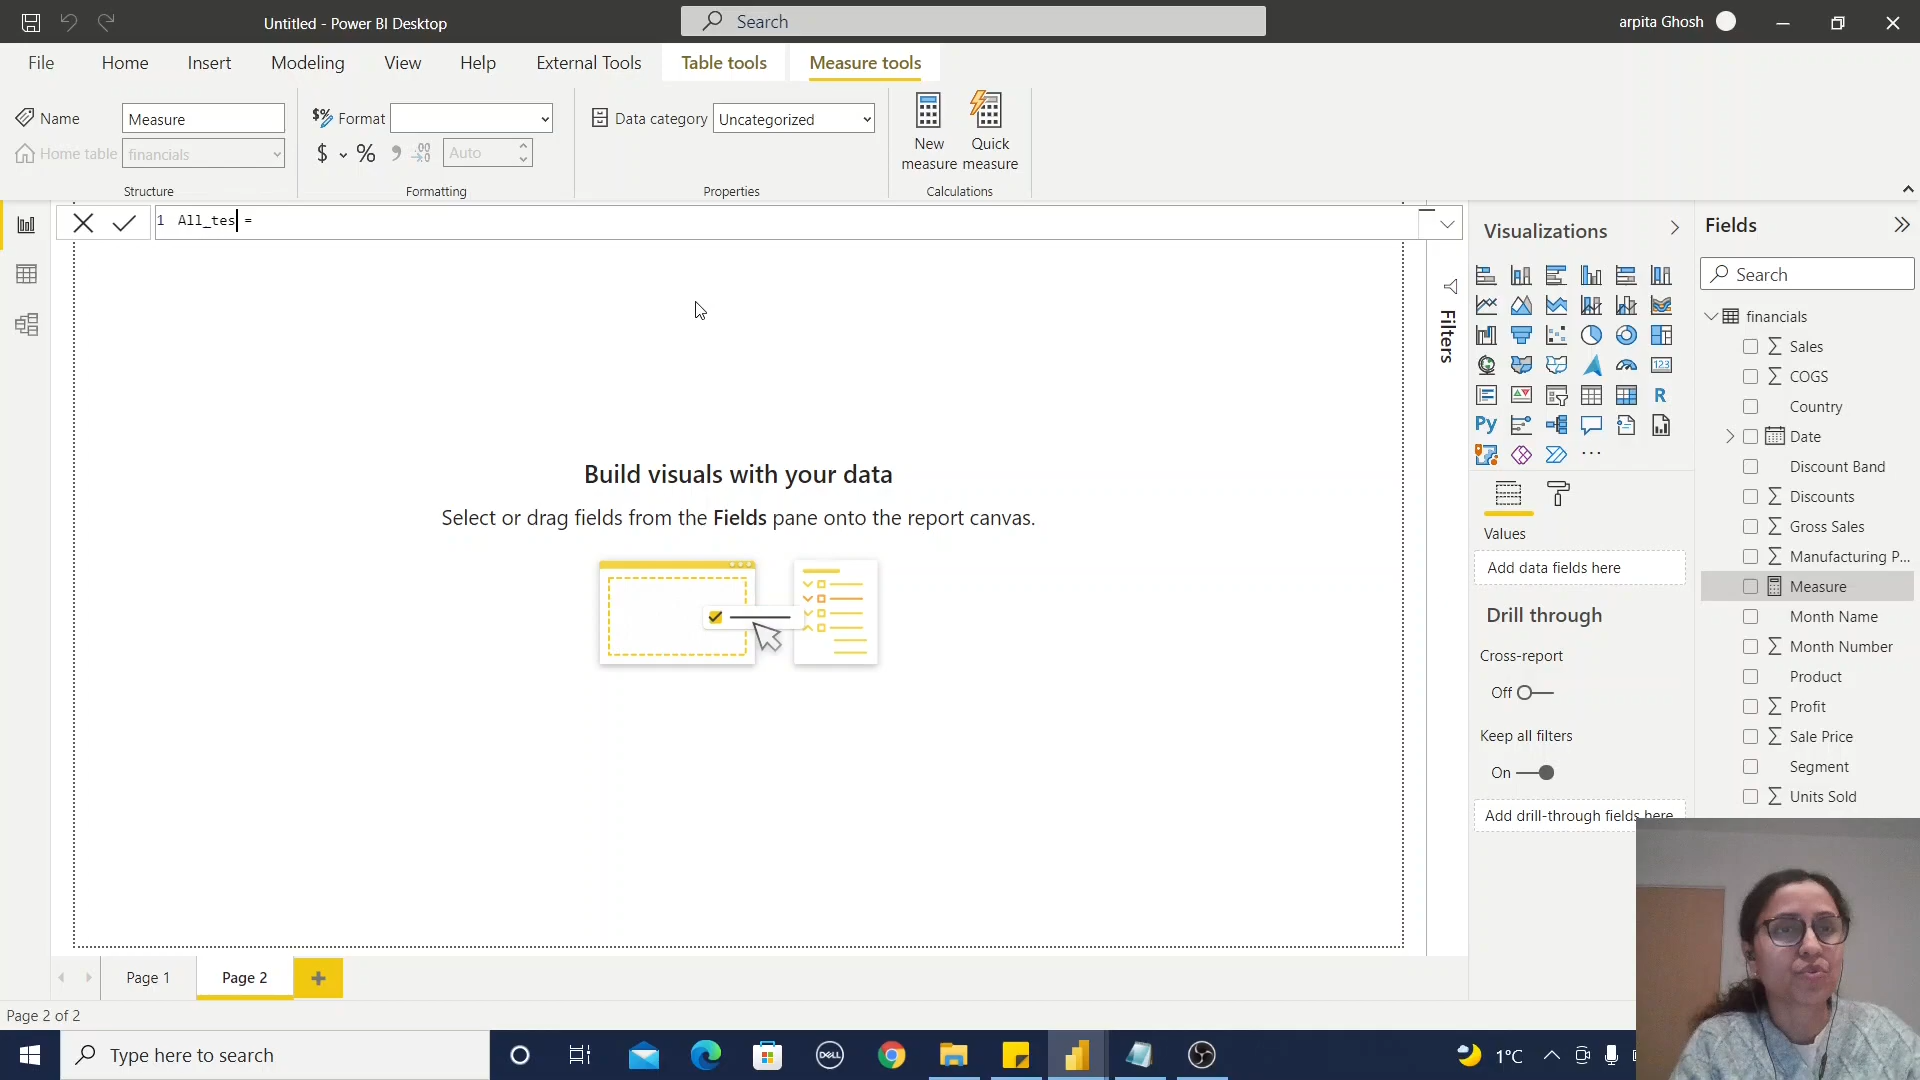 Untitled - Power BI Desktop
Search
arpita Ghosh
File
Home
Insert
Modeling
View
Help
External Tools
Table tools
Measure tools
Name
Measure
Home table
financials
Structure
Format
$
%
Auto
Formatting
Data category
Uncategorized
Properties
New measure
Quick measure
Calculations
1 All_tes =
Build visuals with your data
Select or drag fields from the Fields pane onto the report canvas.
Filters
Visualizations
123
R
Py
Values
Add data fields here
Drill through
Cross-report
Off
Keep all filters
On
Add drill-through fields here
Fields
Search
financials
Sales
COGS
Country
Date
Discount Band
Discounts
Gross Sales
Manufacturing P...
Measure
Month Name
Month Number
Product
Profit
Sale Price
Segment
Units Sold
Page 1
Page 2
Page 2 of 2
Type here to search
DELL
1°C